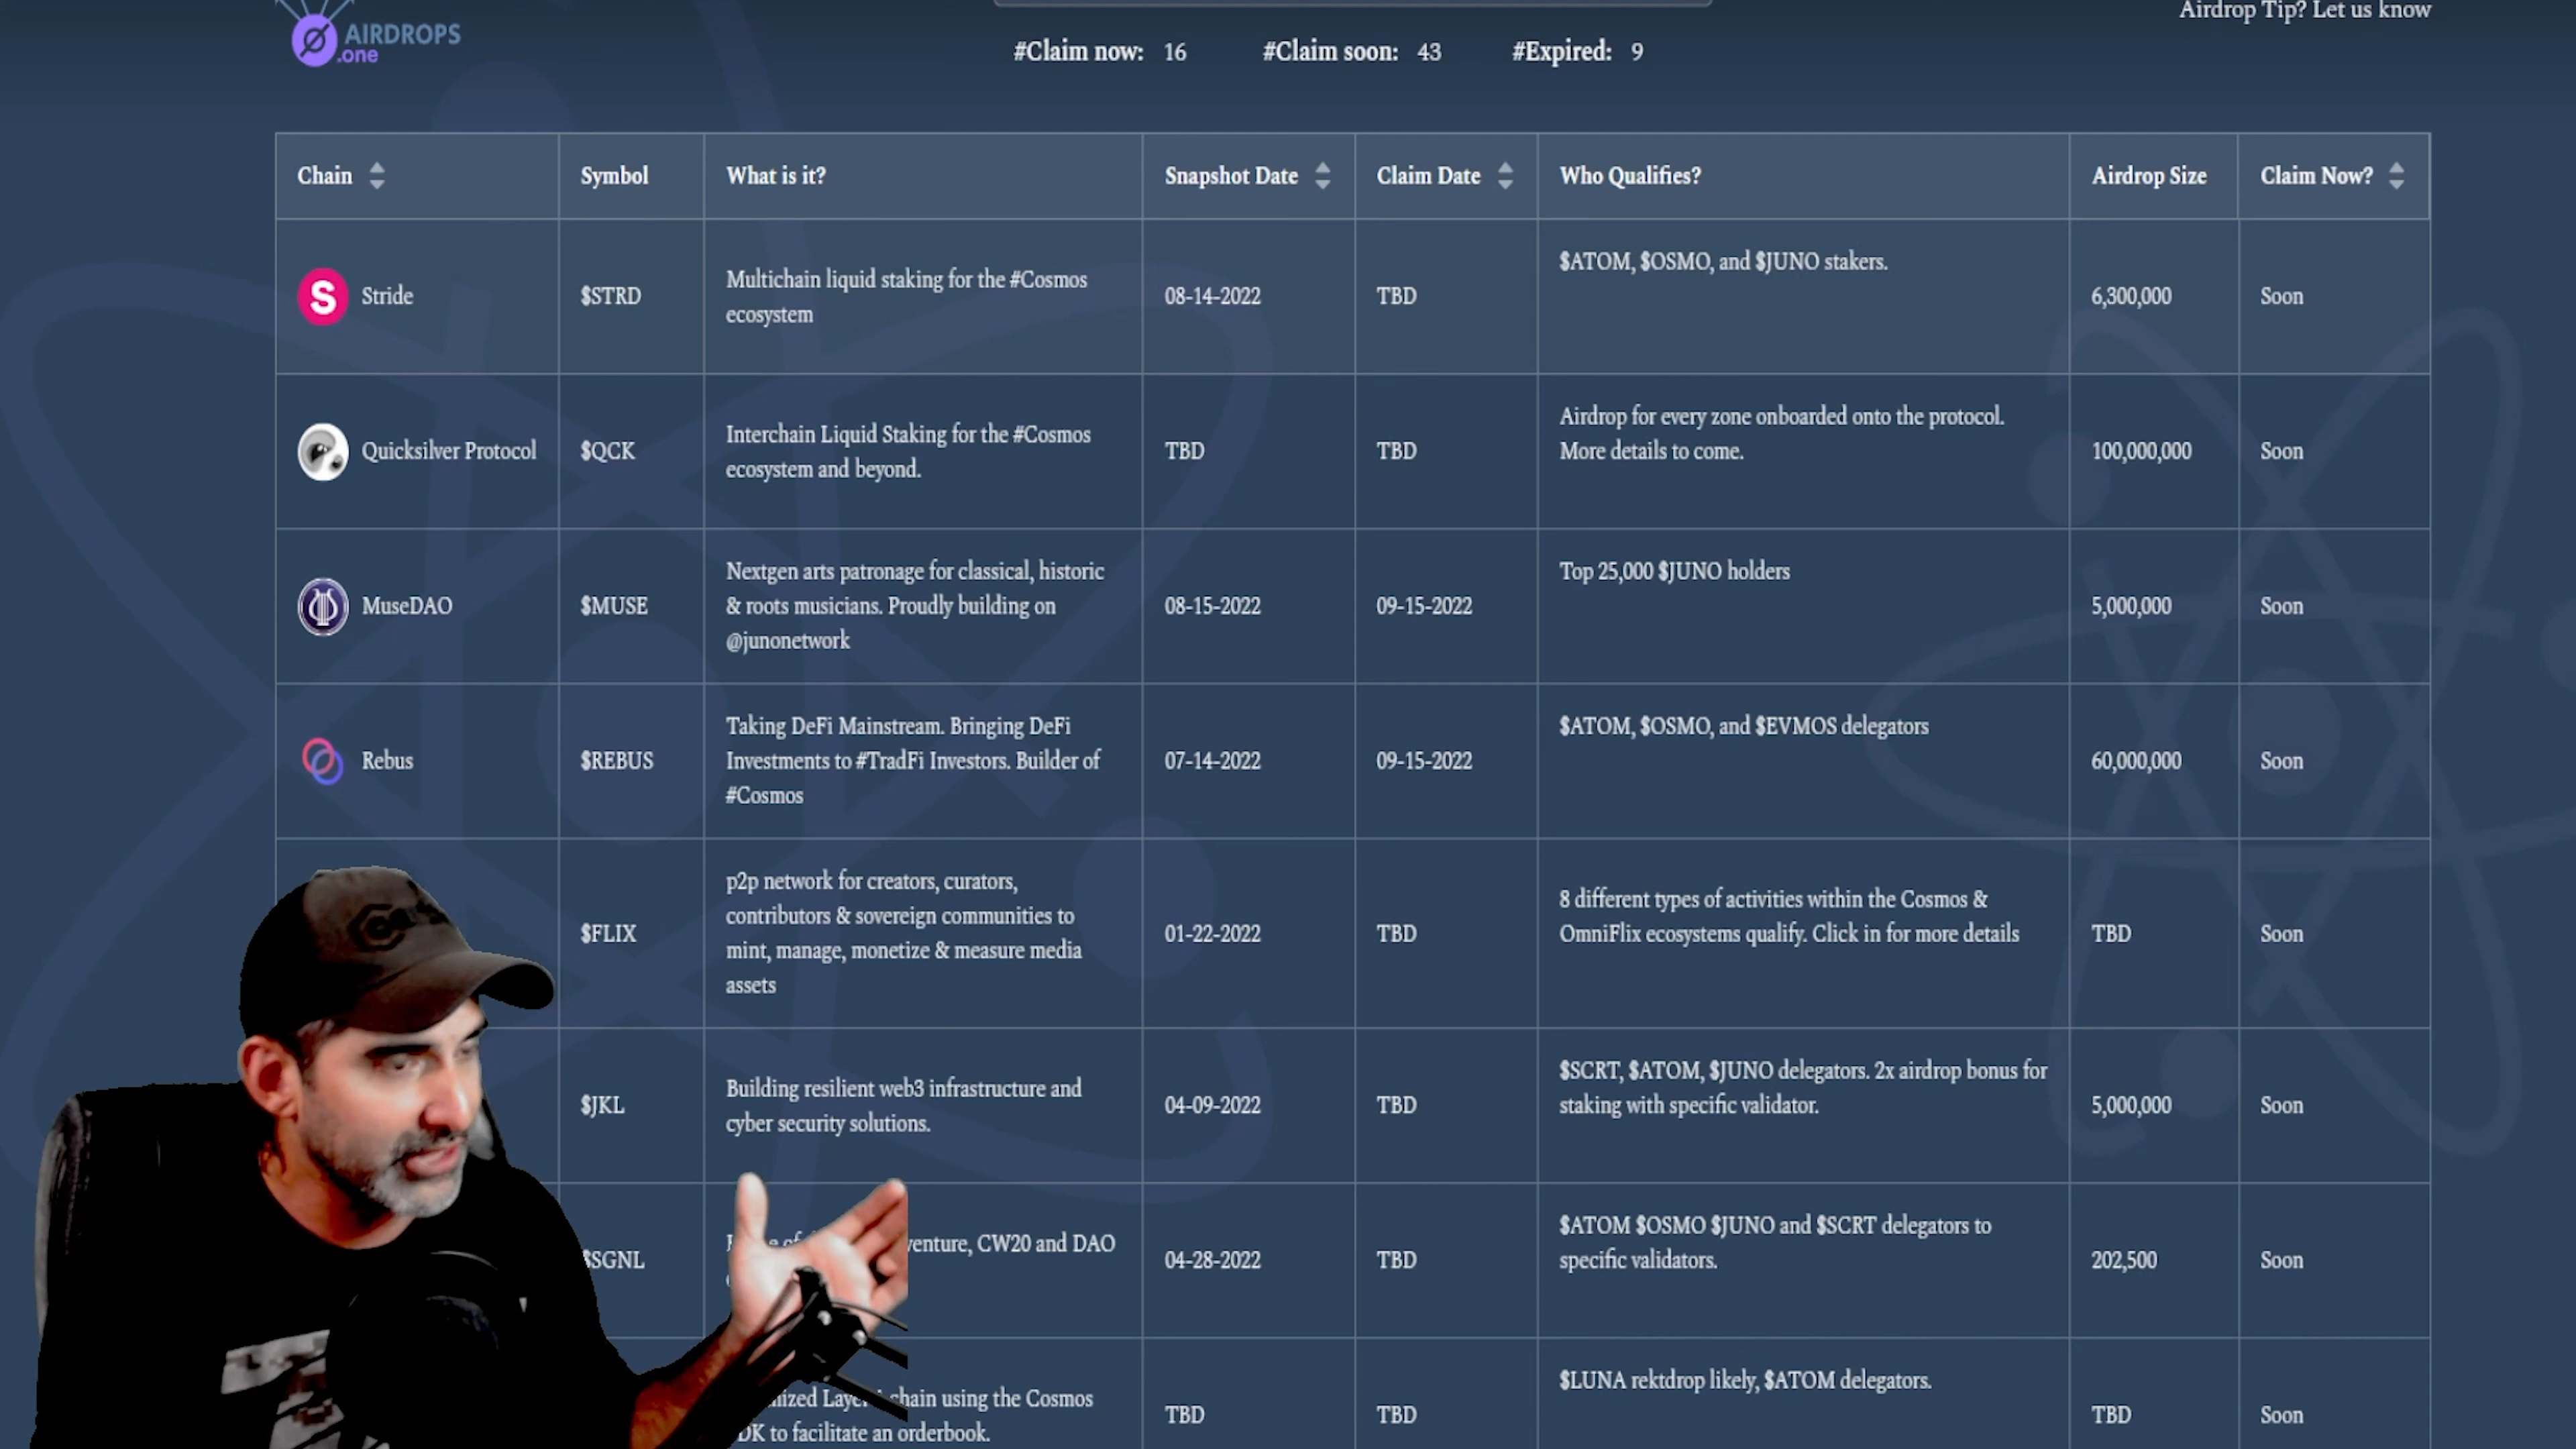 AIRDROPS
.one
Airdrop Tip? Let us know
#Claim now: 16 #Claim soon: 43 #Expired: 9
Chain Symbol What is it? Snapshot Date Claim Date Who Qualifies? Airdrop Size Claim Now?
S Stride $STRD Multichain liquid staking for the #Cosmos
ecosystem 08-14-2022 TBD $ATOM, $OSMO, and $JUNO stakers. 6,300,000 Soon
Quicksilver Protocol $QCK Interchain Liquid Staking for the #Cosmos
ecosystem and beyond. TBD TBD Airdrop for every zone onboarded onto the protocol.
More details to come. 100,000,000 Soon
MuseDAO $MUSE Nextgen arts patronage for classical, historic
& roots musicians. Proudly building on
@junonetwork 08-15-2022 09-15-2022 Top 25,000 $JUNO holders 5,000,000 Soon
Rebus $REBUS Taking DeFi Mainstream. Bringing DeFi
Investments to #TradFi Investors. Builder of
#Cosmos 07-14-2022 09-15-2022 $ATOM, $OSMO, and $EVMOS delegators 60,000,000 Soon
$FLIX p2p network for creators, curators,
contributors & sovereign communities to
mint, manage, monetize & measure media
assets 01-22-2022 TBD 8 different types of activities within the Cosmos &
OmniFlix ecosystems qualify. Click in for more details TBD Soon
$JKL Building resilient web3 infrastructure and
cyber security solutions. 04-09-2022 TBD $SCRT, $ATOM, $JUNO delegators. 2x airdrop bonus for
staking with specific validator. 5,000,000 Soon
$SGNL venture, CW20 and DAO
04-28-2022 TBD $ATOM $OSMO $JUNO and $SCRT delegators to
specific validators. 202,500 Soon
chain using the Cosmos
to facilitate an orderbook. TBD TBD $LUNA rektdrop likely, $ATOM delegators. TBD Soon